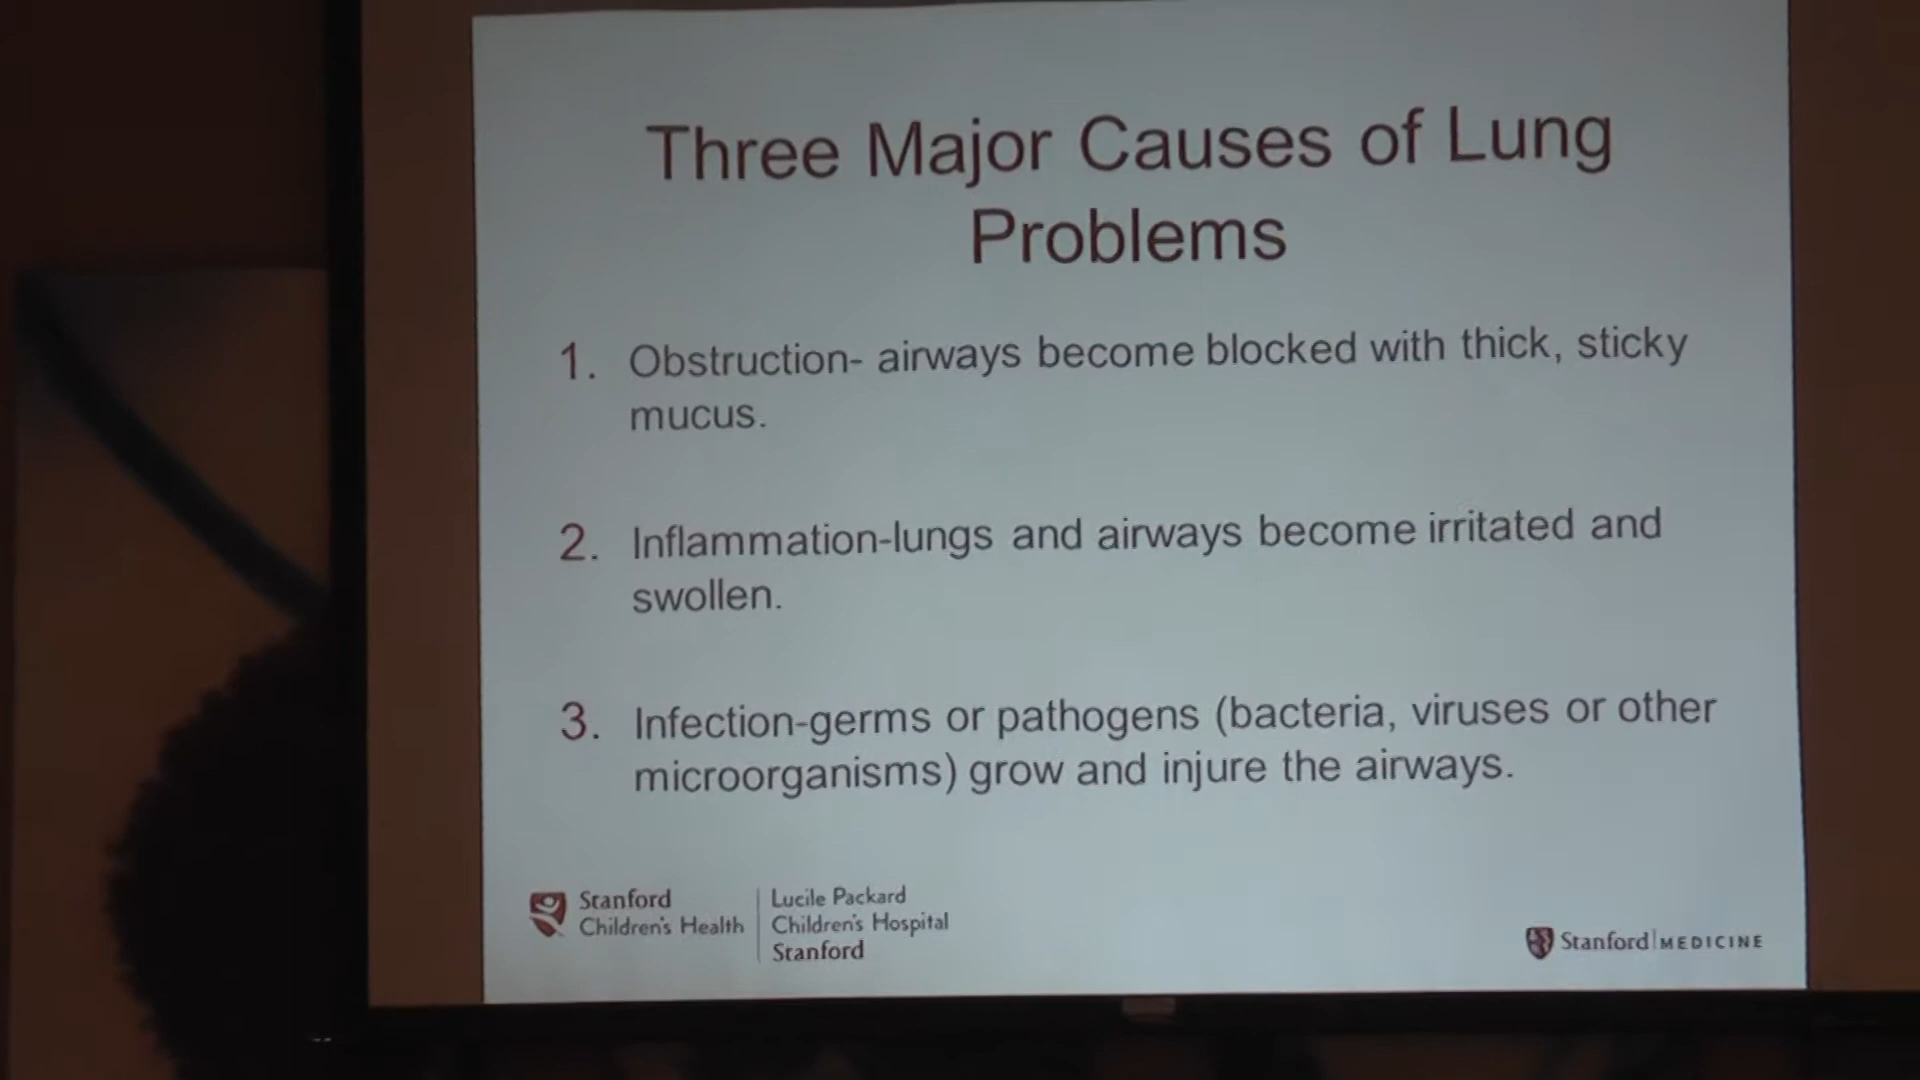 Three Major Causes of Lung
Problems
1. Obstruction- airways become blocked with thick, sticky
mucus.
2. Inflammation-lungs and airways become irritated and
swollen.
3. Infection-germs or pathogens (bacteria, viruses or other
microorganisms) grow and injure the airways.
Stanford
Children's Health
Lucile Packard
Children's Hospital
Stanford
Stanford MEDICINE